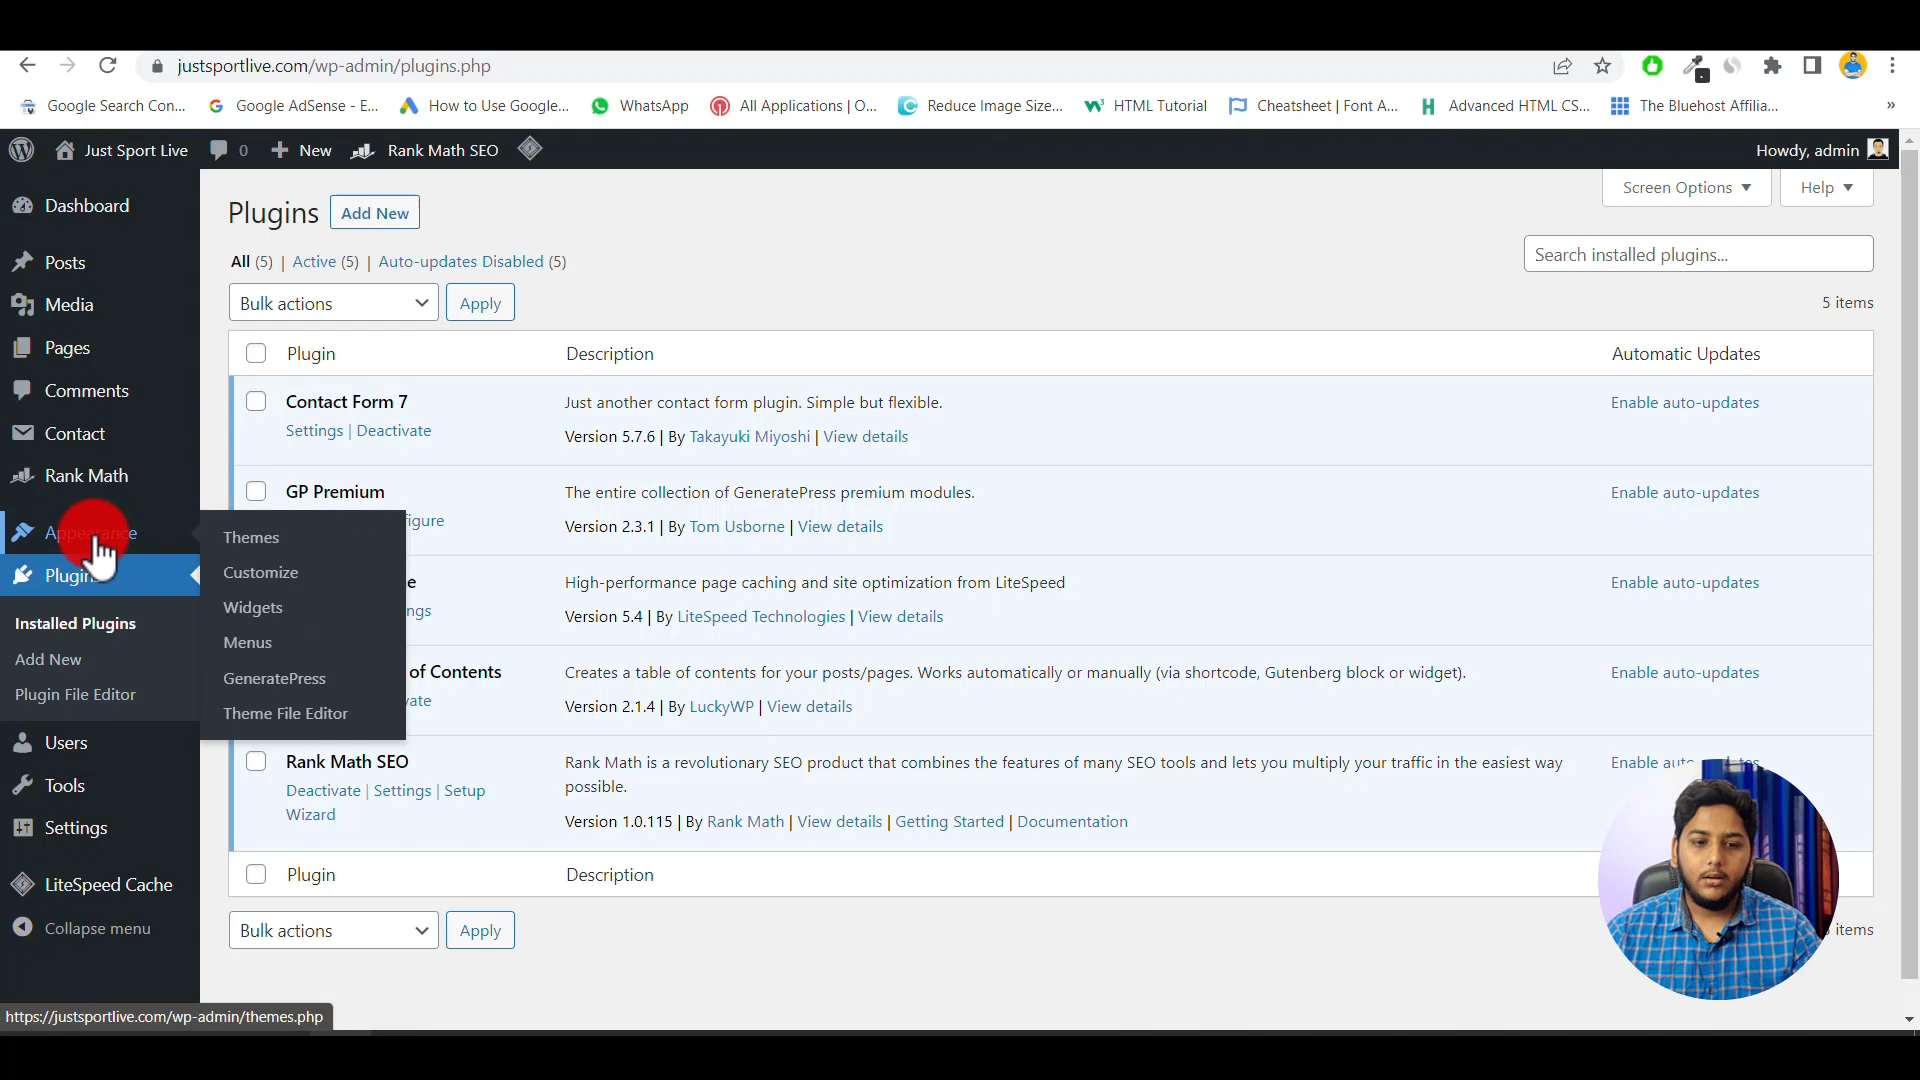 justsportlive.com/wp-admin/plugins.php
Google Search Con... Google AdSense - E... How to Use Google... WhatsApp All Applications | O... Reduce Image Size... HTML Tutorial Cheatsheet | Font A... Advanced HTML CS... The Bluehost Affilia... »
Just Sport Live 0 New Rank Math SEO Howdy, admin
Screen Options Help
Dashboard
Posts
Media
Pages
Comments
Contact
Rank Math
Appearance
Plugin
Installed Plugins
Add New
Plugin File Editor
Users
Tools
Settings
LiteSpeed Cache
Collapse menu
Themes
Customize
Widgets
Menus
GeneratePress
Theme File Editor
Plugins Add New
All (5) | Active (5) | Auto-updates Disabled (5)
Search installed plugins...
Bulk actions Apply
5 items
Plugin Description Automatic Updates
Contact Form 7 Just another contact form plugin. Simple but flexible. Enable auto-updates
Settings | Deactivate
Version 5.7.6 | By Takayuki Miyoshi | View details
GP Premium The entire collection of GeneratePress premium modules. Enable auto-updates
igure
Version 2.3.1 | By Tom Usborne | View details
e High-performance page caching and site optimization from LiteSpeed Enable auto-updates
ngs
Version 5.4 | By LiteSpeed Technologies | View details
of Contents Creates a table of contents for your posts/pages. Works automatically or manually (via shortcode, Gutenberg block or widget). Enable auto-updates
vate
Version 2.1.4 | By LuckyWP | View details
Rank Math SEO Rank Math is a revolutionary SEO product that combines the features of many SEO tools and lets you multiply your traffic in the easiest way Enable
possible.
Deactivate | Settings | Setup
Wizard
Version 1.0.115 | By Rank Math | View details | Getting Started | Documentation
Plugin Description
Bulk actions Apply
items
https://justsportlive.com/wp-admin/themes.php